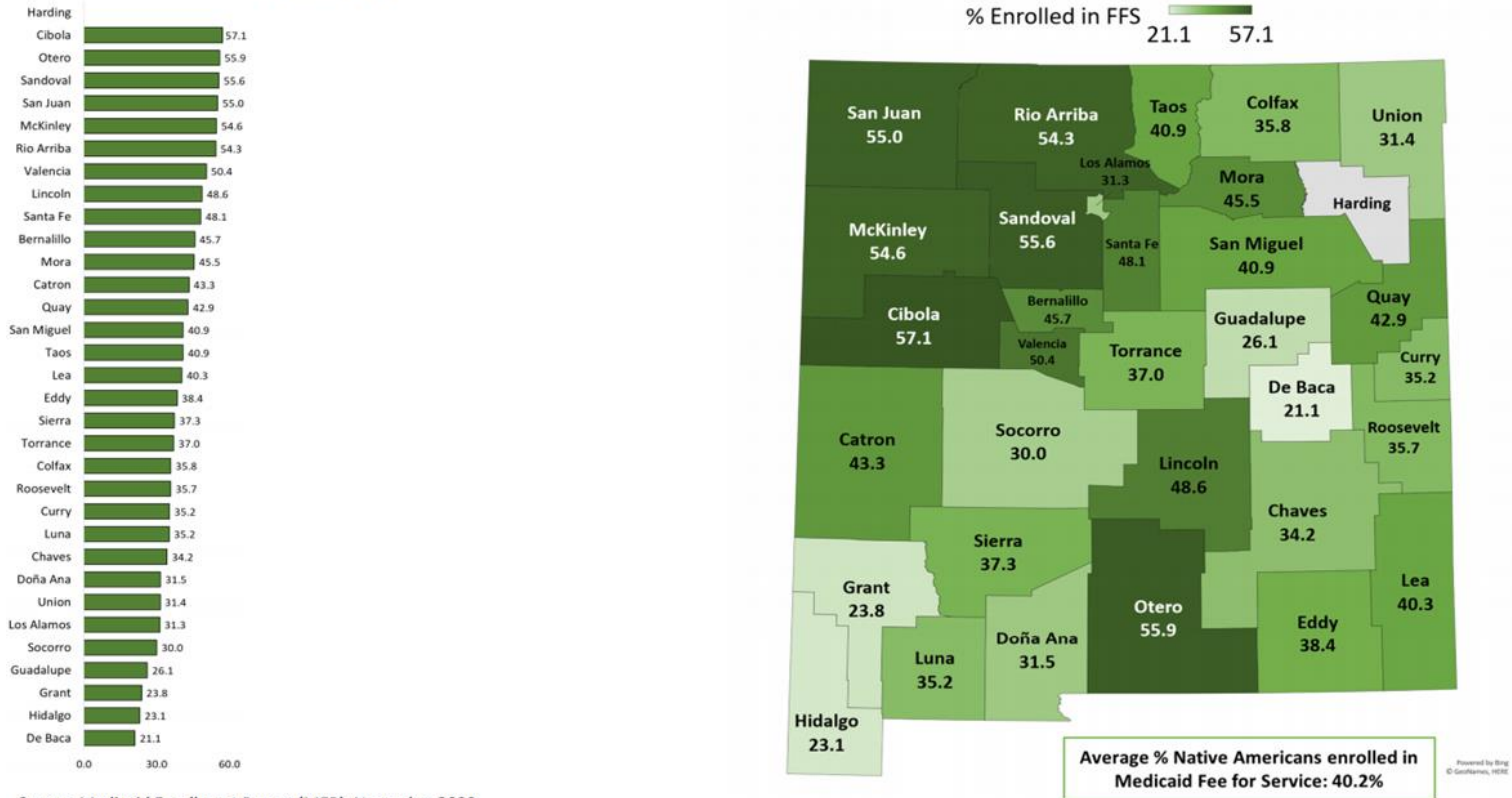 Harding
Cibola 57.1
Otero 55.9
Sandoval 55.6
San Juan 55.0
McKinley 54.6
Rio Arriba 54.3
Valencia 50.4
Lincoln 48.6
Santa Fe 48.1
Bernalillo 45.7
Mora 45.5
Catron 43.3
Quay 42.9
San Miguel 40.9
Taos 40.9
Lea 40.3
Eddy 38.4
Sierra 37.3
Torrance 37.0
Colfax 35.8
Roosevelt 35.7
Curry 35.2
Luna 35.2
Chaves 34.2
Doña Ana 31.5
Union 31.4
Los Alamos 31.3
Socorro 30.0
Guadalupe 26.1
Grant 23.8
Hidalgo 23.1
De Baca 21.1
0.0 30.0 60.0
% Enrolled in FFS
21.1 57.1
San Juan
55.0
Rio Arriba
54.3
Taos
40.9
Colfax
35.8
Union
31.4
Los Alamos
31.3
Mora
45.5
Harding
McKinley
54.6
Sandoval
55.6
Santa Fe
48.1
San Miguel
40.9
Cibola
57.1
Bernalillo
45.7
Valencia
50.4
Torrance
37.0
Guadalupe
26.1
Quay
42.9
Curry
35.2
De Baca
21.1
Roosevelt
35.7
Catron
43.3
Socorro
30.0
Lincoln
48.6
Chaves
34.2
Sierra
37.3
Grant
23.8
Otero
55.9
Lea
40.3
Eddy
38.4
Doña Ana
31.5
Luna
35.2
Hidalgo
23.1
Average % Native Americans enrolled in
Medicaid Fee for Service: 40.2%
Powered by Bing
© GeoNames, HERE